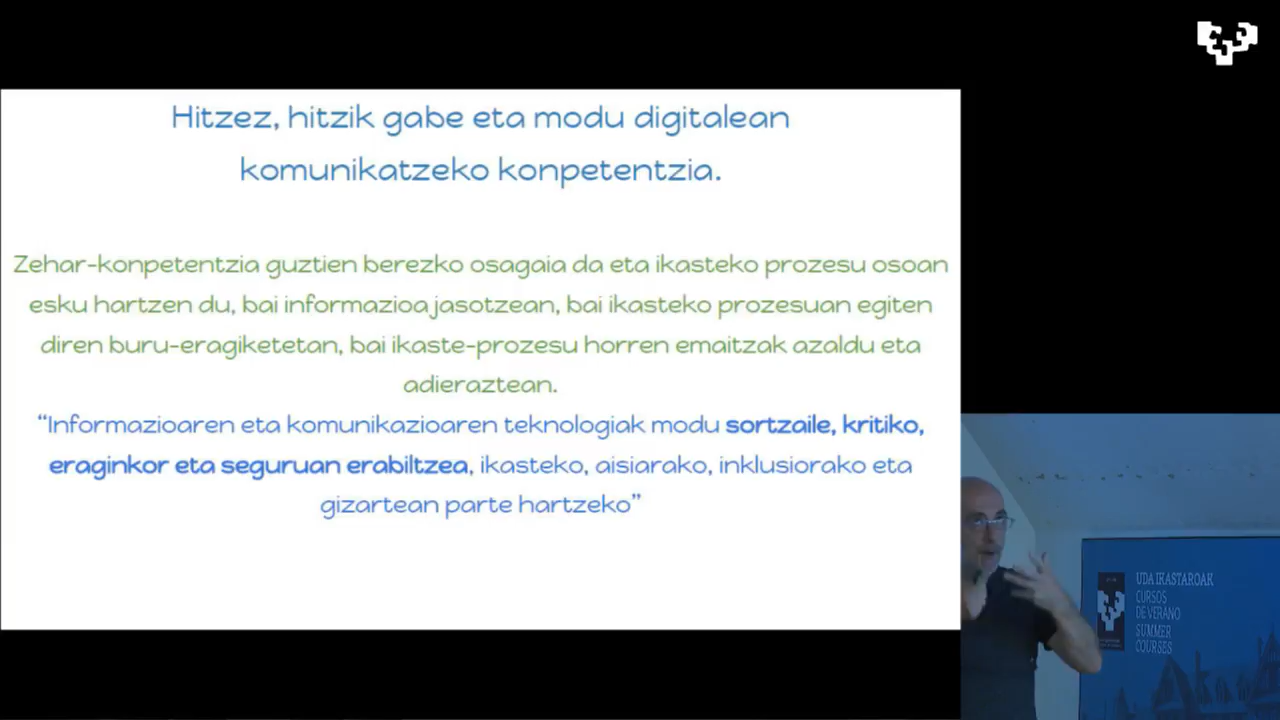 Hitzez, hitzik gabe eta modu digitalean
komunikatzeko konpetentzia.
Zehar-konpetentzia guztien berezko osagaia da eta ikasteko prozesu osoan
esku hartzen du, bai informazioa jasotzean, bai ikasteko prozesuan egiten
diren buru-eragiketetan, bai ikaste-prozesu horren emaitzak azaldu eta
adieraztean.
“Informazioaren eta komunikazioaren teknologiak modu sortzaile, kritiko,
eraginkor eta seguruan erabiltzea, ikasteko, aisiarako, inklusiorako eta
gizartean parte hartzeko”
UDA IKASTAROAK
CURSOS
DE VERANO
SUMMER
COURSES